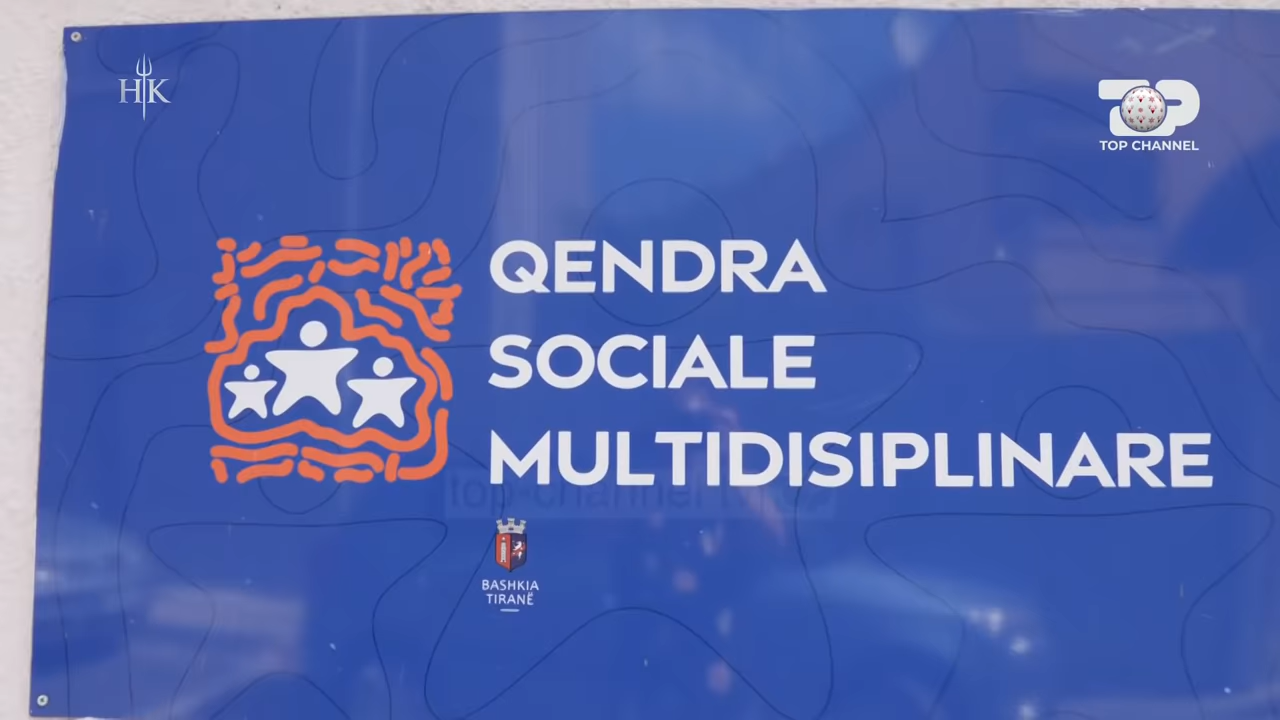 HK
TOP CHANNEL
QENDRA
SOCIALE
MULTIDISIPLINARE
BASHKIA
TIRANË